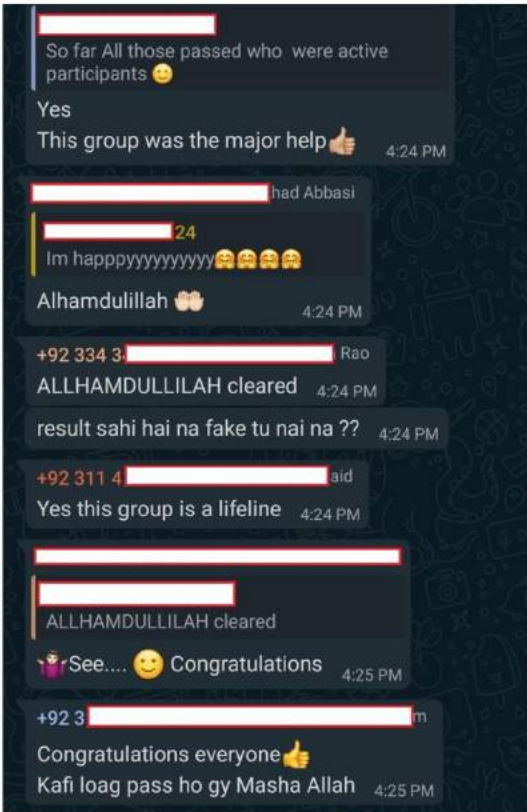 So far All those passed who were active
participants 🙂
Yes
This group was the major help👍🏼
4:24 PM
had Abbasi
24
Im happpyyyyyyyyyy🤗🤗🤗🤗
Alhamdulillah 🤲🏻
4:24 PM
+92 334 3 Rao
ALLHAMDULLILAH cleared 4:24 PM
result sahi hai na fake tu nai na ?? 4:24 PM
+92 311 4 aid
Yes this group is a lifeline 4:24 PM
ALLHAMDULLILAH cleared
🤷🏻‍♀️See.... 🙂 Congratulations 4:25 PM
+92 3 m
Congratulations everyone👍
Kafi loag pass ho gy Masha Allah 4:25 PM